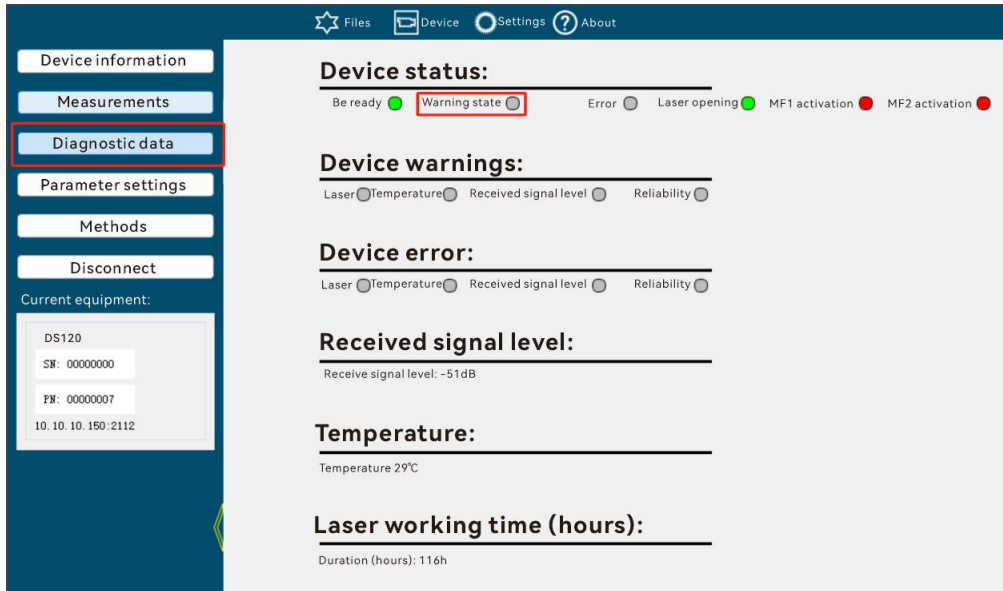 Files Device Settings ? About
Device information
Measurements
Diagnostic data
Parameter settings
Methods
Disconnect
Current equipment:
DS120
SN: 00000000
PN: 00000007
10.10.10.150:2112
Device status:
Be ready Warning state Error Laser opening MF1 activation MF2 activation
Device warnings:
Laser Temperature Received signal level Reliability
Device error:
Laser Temperature Received signal level Reliability
Received signal level:
Receive signal level: -51dB
Temperature:
Temperature 29℃
Laser working time (hours):
Duration (hours): 116h